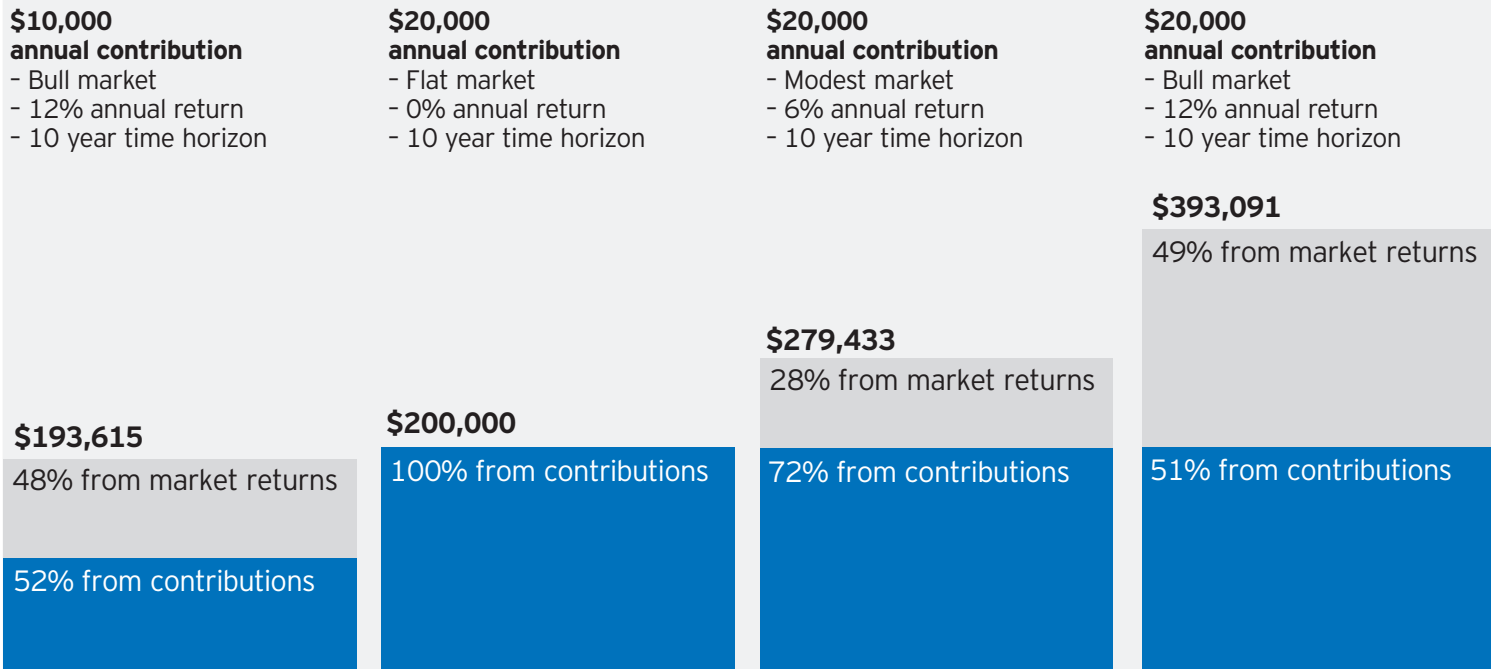 $10,000
annual contribution
– Bull market
– 12% annual return
– 10 year time horizon
$193,615
48% from market returns
52% from contributions
$20,000
annual contribution
– Flat market
– 0% annual return
– 10 year time horizon
$200,000
100% from contributions
$20,000
annual contribution
– Modest market
– 6% annual return
– 10 year time horizon
$279,433
28% from market returns
72% from contributions
$20,000
annual contribution
– Bull market
– 12% annual return
– 10 year time horizon
$393,091
49% from market returns
51% from contributions